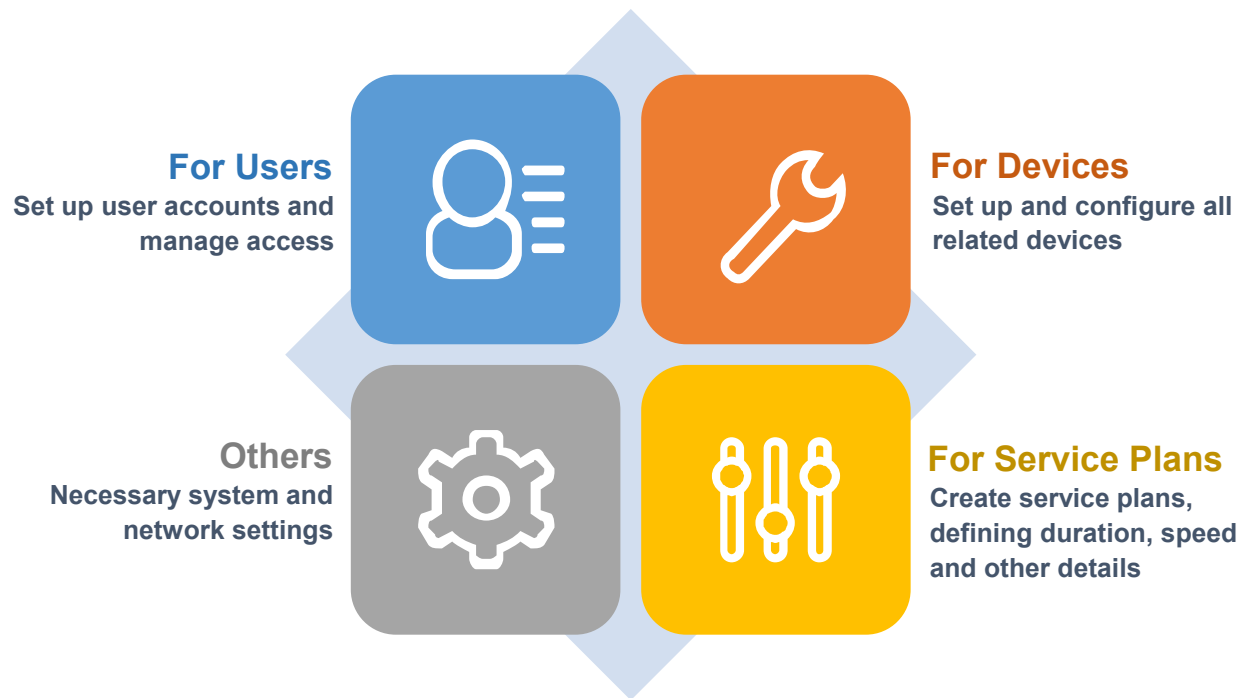 For Users
Set up user accounts and
manage access
For Devices
Set up and configure all
related devices
Others
Necessary system and
network settings
For Service Plans
Create service plans,
defining duration, speed
and other details